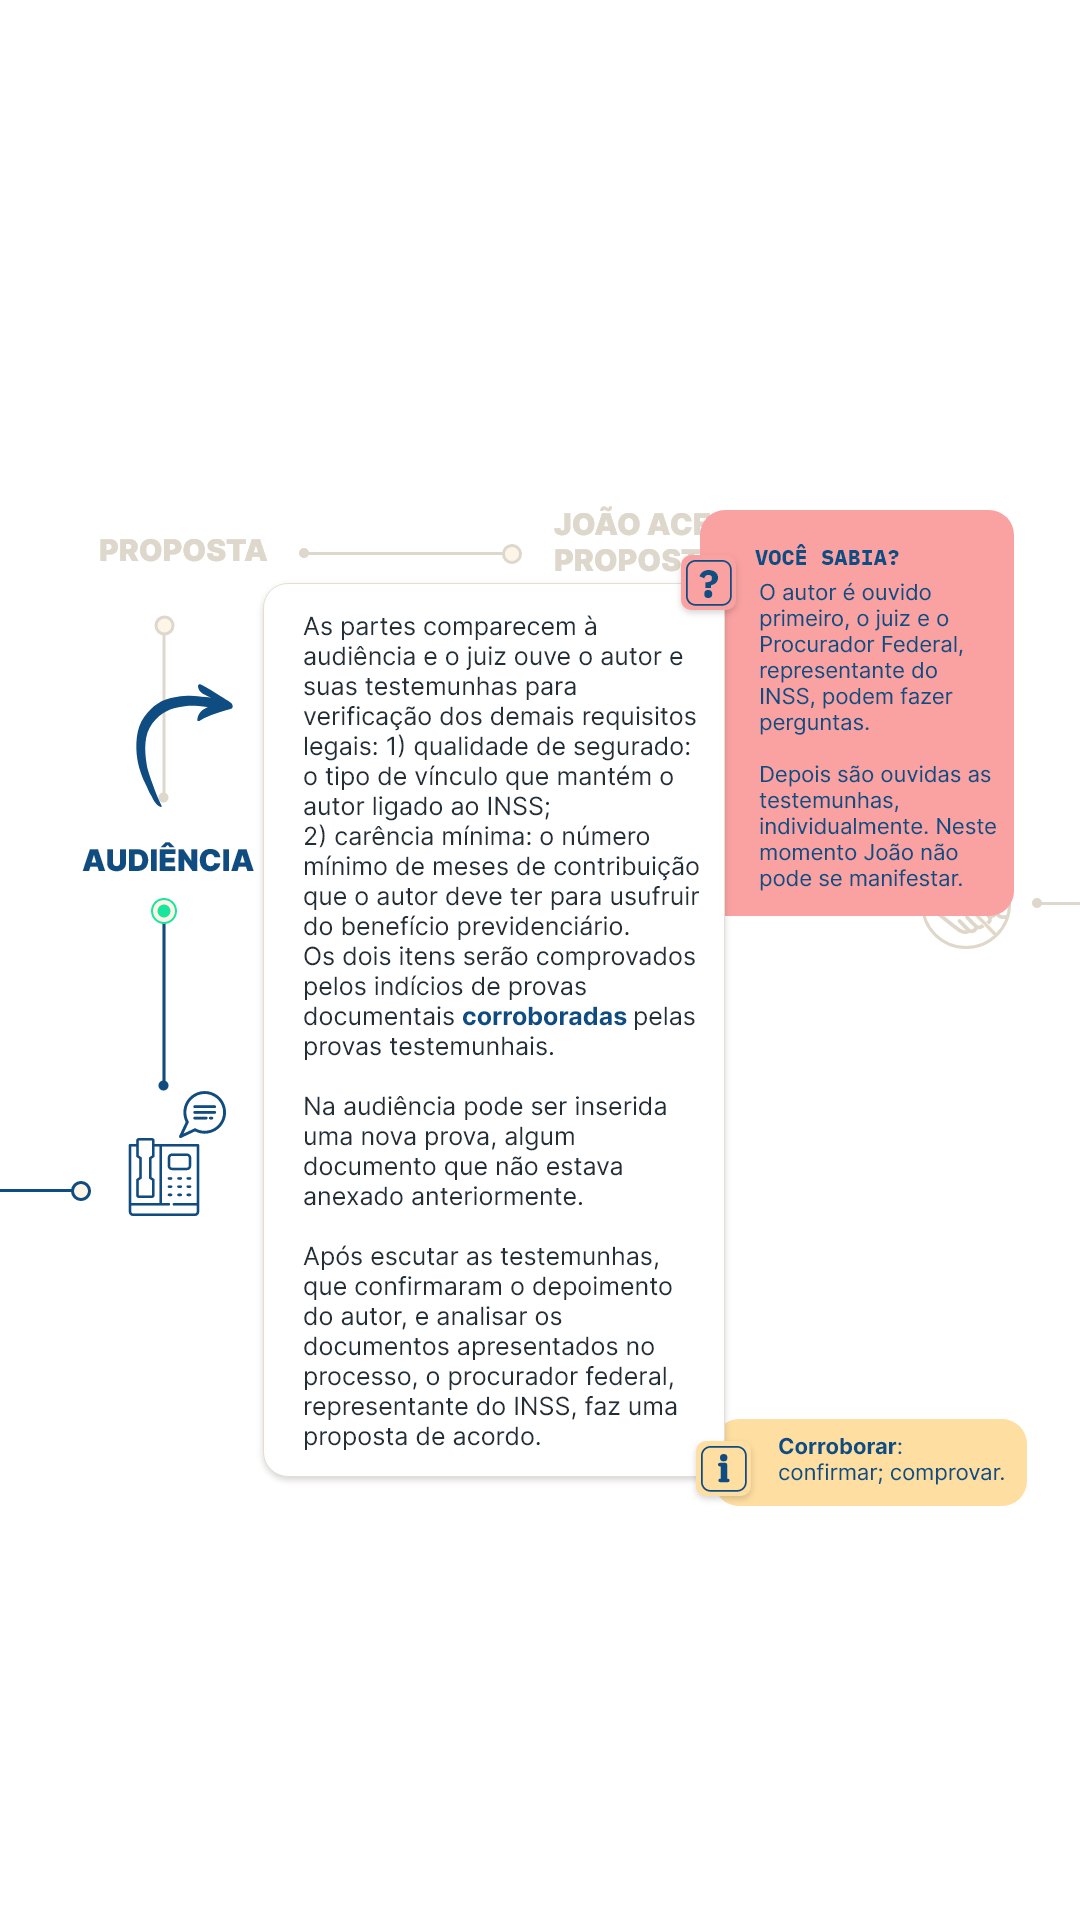 PROPOSTA
JOÃO ACE
PROPOST
VOCÊ SABIA?
O autor é ouvido
primeiro, o juiz e o
Procurador Federal,
representante do
INSS, podem fazer
perguntas.
Depois são ouvidas as
testemunhas,
individualmente. Neste
momento João não
pode se manifestar.
?
As partes comparecem à
audiência e o juiz ouve o autor e
suas testemunhas para
verificação dos demais requisitos
legais: 1) qualidade de segurado:
o tipo de vínculo que mantém o
autor ligado ao INSS;
2) carência mínima: o número
mínimo de meses de contribuição
que o autor deve ter para usufruir
do benefício previdenciário.
Os dois itens serão comprovados
pelos indícios de provas
documentais corroboradas pelas
provas testemunhais.
Na audiência pode ser inserida
uma nova prova, algum
documento que não estava
anexado anteriormente.
Após escutar as testemunhas,
que confirmaram o depoimento
do autor, e analisar os
documentos apresentados no
processo, o procurador federal,
representante do INSS, faz uma
proposta de acordo.
AUDIÊNCIA
i
Corroborar:
confirmar; comprovar.